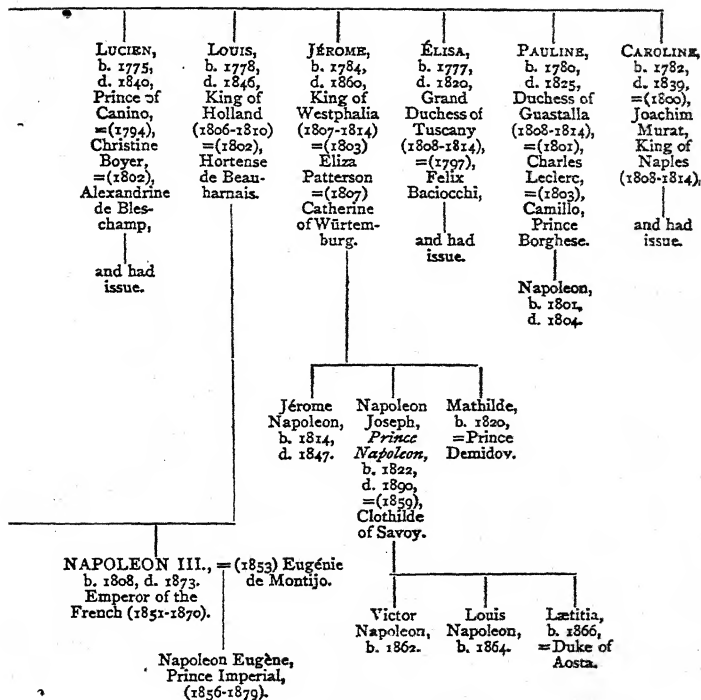 LUCIEN,
b. 1775,
d. 1840,
Prince of
Canino,
=(1794),
Christine
Boyer,
=(1802),
Alexandrine
de Bles-
champ,
and had
issue.
LOUIS,
b. 1778,
d. 1846,
King of
Holland
(1806-1810)
=(1802),
Hortense
de Beau-
harnais.
JÉROME,
b. 1784,
d. 1860,
King of
Westphalia
(1807-1814)
=(1803)
Eliza
Patterson
=(1807)
Catherine
of Würtem-
burg.
ÉLISA,
b. 1777,
d. 1820,
Grand
Duchess of
Tuscany
(1808-1814),
=(1797),
Felix
Baciocchi,
and had
issue.
PAULINE,
b. 1780,
d. 1825,
Duchess of
Guastalla
(1808-1814),
=(1801),
Charles
Leclerc,
=(1803),
Camillo,
Prince
Borghese.
Napoleon,
b. 1801,
d. 1804.
CAROLINE,
b. 1782,
d. 1839,
=(1800),
Joachim
Murat,
King of
Naples
(1808-1814),
and had
issue.
Jérome
Napoleon,
b. 1814,
d. 1847.
Napoleon
Joseph,
Prince
Napoleon,
b. 1822,
d. 1890,
=(1859),
Clothilde
of Savoy.
Mathilde,
b. 1820,
=Prince
Demidov.
NAPOLEON III., = (1853) Eugénie
b. 1808, d. 1873. de Montijo.
Emperor of the
French (1851-1870).
Napoleon Eugène,
Prince Imperial,
(1856-1879).
Victor
Napoleon,
b. 1862.
Louis
Napoleon,
b. 1864.
Lætitia,
b. 1866,
=Duke of
Aosta.